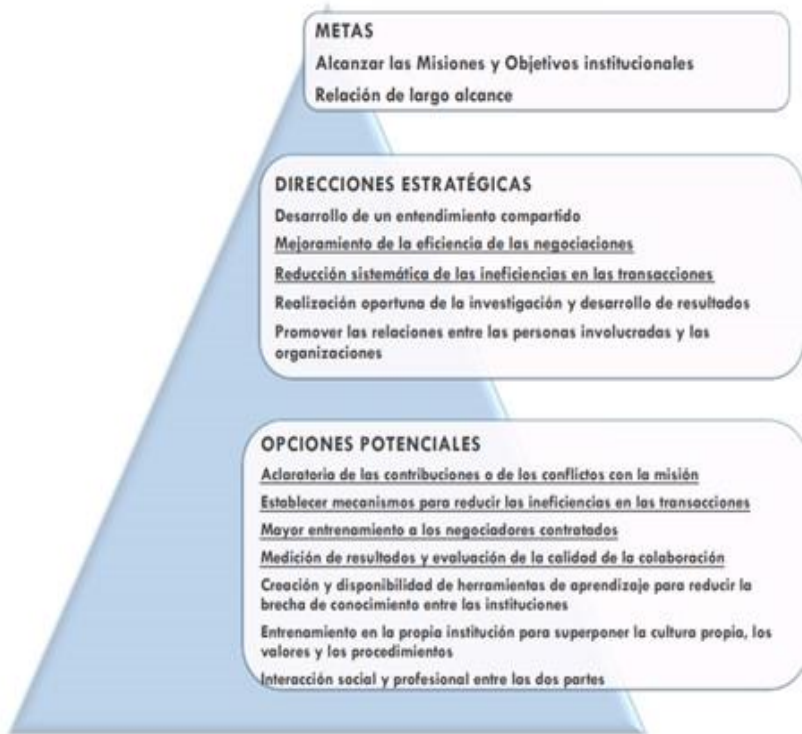 METAS
Alcanzar las Misiones y Objetivos institucionales
Relación de largo alcance
DIRECCIONES ESTRATÉGICAS
Desarrollo de un entendimiento compartido
Mejoramiento de la eficiencia de las negociaciones
Reducción sistemática de las ineficiencias en las transacciones
Realización oportuna de la investigación y desarrollo de resultados
Promover las relaciones entre las personas involucradas y las
organizaciones
OPCIONES POTENCIALES
Aclaratoria de las contribuciones o de los conflictos con la misión
Establecer mecanismos para reducir las ineficiencias en las transacciones
Mayor entrenamiento a los negociadores contratados
Medición de resultados y evaluación de la calidad de la colaboración
Creación y disponibilidad de herramientas de aprendizaje para reducir la
brecha de conocimiento entre las instituciones
Entrenamiento en la propia institución para superponer la cultura propia, los
valores y los procedimientos
Interacción social y profesional entre las dos partes